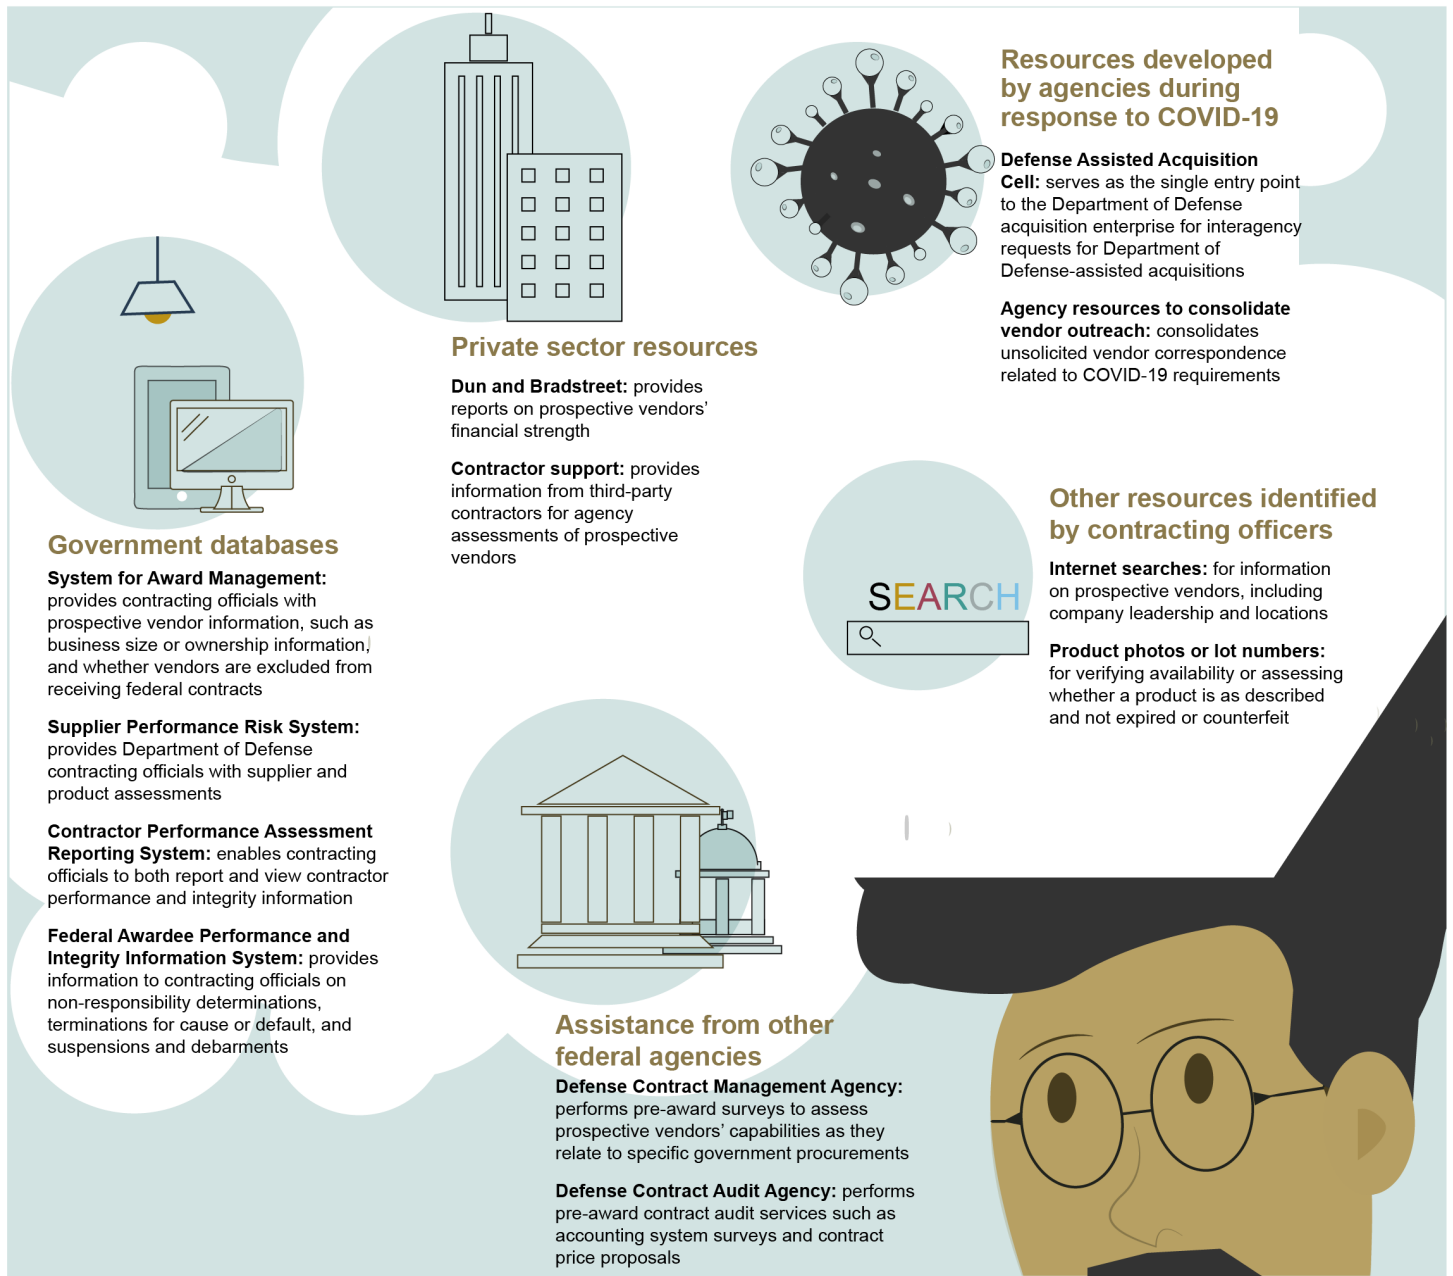 Resources developed
by agencies during
response to COVID-19
Defense Assisted Acquisition
Cell: serves as the single entry point
to the Department of Defense
acquisition enterprise for interagency
requests for Department of
Defense-assisted acquisitions
Agency resources to consolidate
vendor outreach: consolidates
unsolicited vendor correspondence
related to COVID-19 requirements
Private sector resources
Dun and Bradstreet: provides
reports on prospective vendors’
financial strength
Contractor support: provides
information from third-party
contractors for agency
assessments of prospective
vendors
Government databases
System for Award Management:
provides contracting officials with
prospective vendor information, such as
business size or ownership information,
and whether vendors are excluded from
receiving federal contracts
Supplier Performance Risk System:
provides Department of Defense
contracting officials with supplier and
product assessments
Contractor Performance Assessment
Reporting System: enables contracting
officials to both report and view contractor
performance and integrity information
Federal Awardee Performance and
Integrity Information System: provides
information to contracting officials on
non-responsibility determinations,
terminations for cause or default, and
suspensions and debarments
SEARCH
Other resources identified
by contracting officers
Internet searches: for information
on prospective vendors, including
company leadership and locations
Product photos or lot numbers:
for verifying availability or assessing
whether a product is as described
and not expired or counterfeit
Assistance from other
federal agencies
Defense Contract Management Agency:
performs pre-award surveys to assess
prospective vendors’ capabilities as they
relate to specific government procurements
Defense Contract Audit Agency: performs
pre-award contract audit services such as
accounting system surveys and contract
price proposals